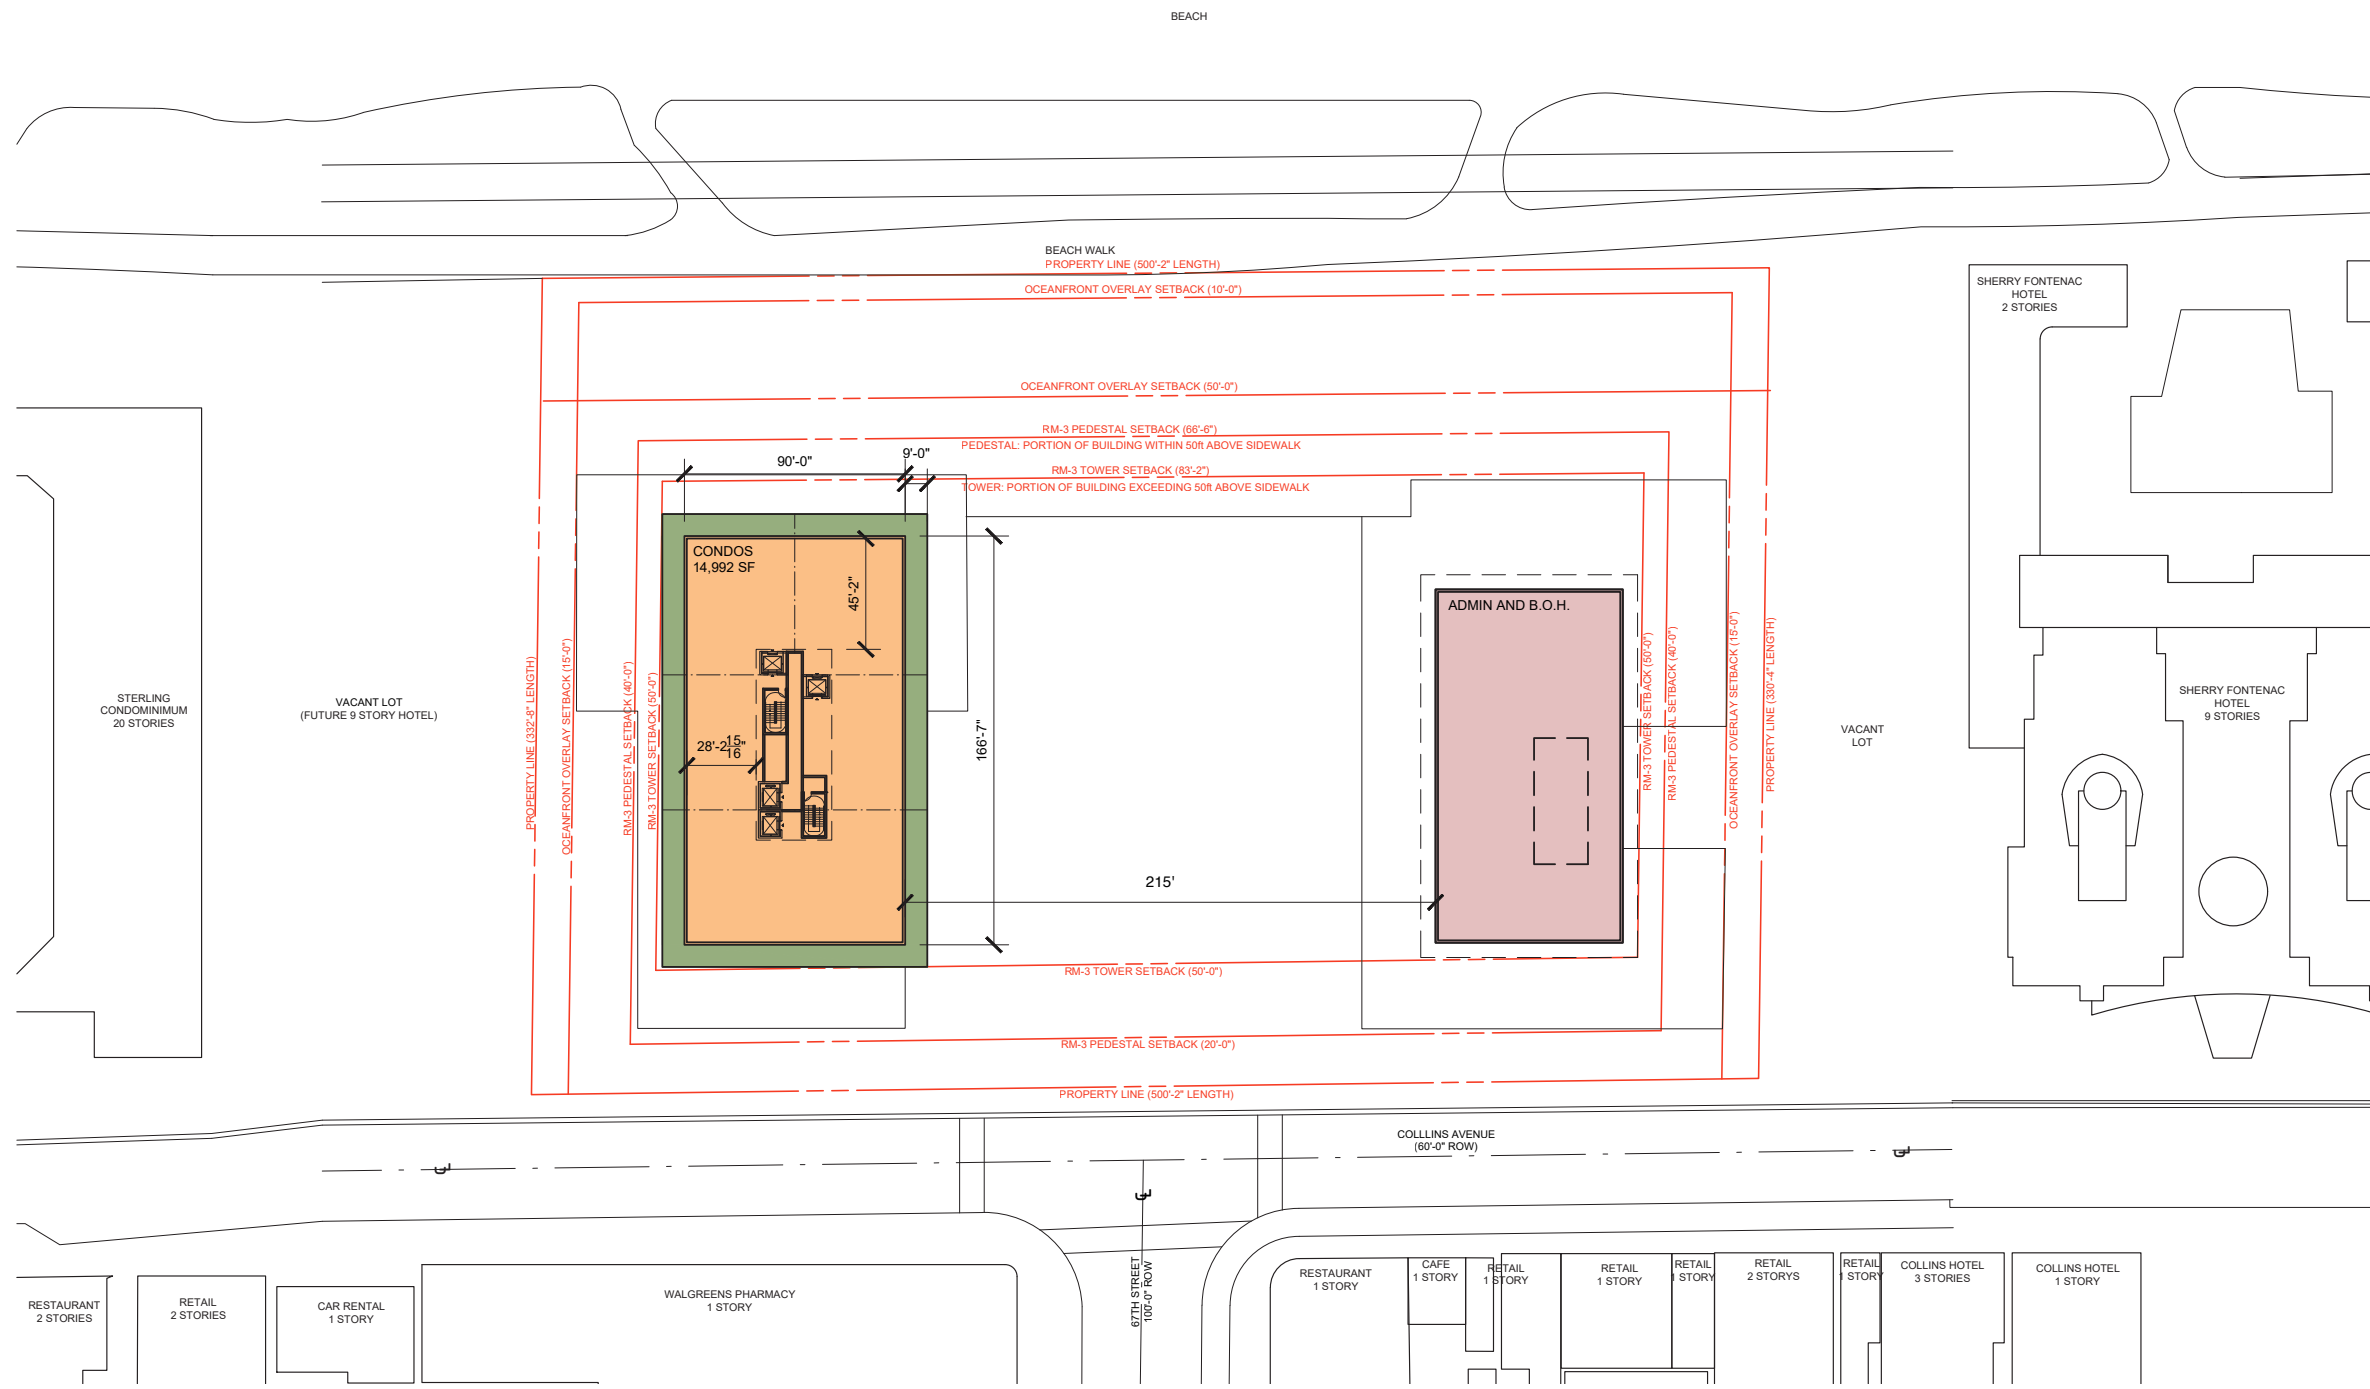 BEACH
BEACH WALK
PROPERTY LINE (500'-2" LENGTH)
OCEANFRONT OVERLAY SETBACK (10'-0")
SHERRY FONTENAC
HOTEL
2 STORIES
OCEANFRONT OVERLAY SETBACK (50'-0")
RM-3 PEDESTAL SETBACK (66'-6")
PEDESTAL: PORTION OF BUILDING WITHIN 50ft ABOVE SIDEWALK
90'-0"
9'-0"
RM-3 TOWER SETBACK (83'-2")
TOWER: PORTION OF BUILDING EXCEEDING 50ft ABOVE SIDEWALK
CONDOS
14,992 SF
45'-2"
ADMIN AND B.O.H.
STERLING
CONDOMINIMUM
20 STORIES
VACANT LOT
(FUTURE 9 STORY HOTEL)
PROPERTY LINE (332'-8" LENGTH)
OCEANFRONT OVERLAY SETBACK (15'-0")
RM-3 PEDESTAL SETBACK (40'-0")
RM-3 TOWER SETBACK (50'-0")
28'-2 15/16"
166'-7"
215'
RM-3 TOWER SETBACK (50'-0")
RM-3 PEDESTAL SETBACK (40'-0")
OCEANFRONT OVERLAY SETBACK (15'-0")
PROPERTY LINE (330'-4" LENGTH)
VACANT
LOT
SHERRY FONTENAC
HOTEL
9 STORIES
RM-3 TOWER SETBACK (50'-0")
RM-3 PEDESTAL SETBACK (20'-0")
PROPERTY LINE (500'-2" LENGTH)
COLLLINS AVENUE
(60'-0" ROW)
CL
CL
CL
67TH STREET
100'-0" ROW
RESTAURANT
2 STORIES
RETAIL
2 STORIES
CAR RENTAL
1 STORY
WALGREENS PHARMACY
1 STORY
RESTAURANT
1 STORY
CAFE
1 STORY
RETAIL
1 STORY
RETAIL
1 STORY
RETAIL
1 STORY
RETAIL
2 STORYS
RETAIL
1 STORY
COLLINS HOTEL
3 STORIES
COLLINS HOTEL
1 STORY